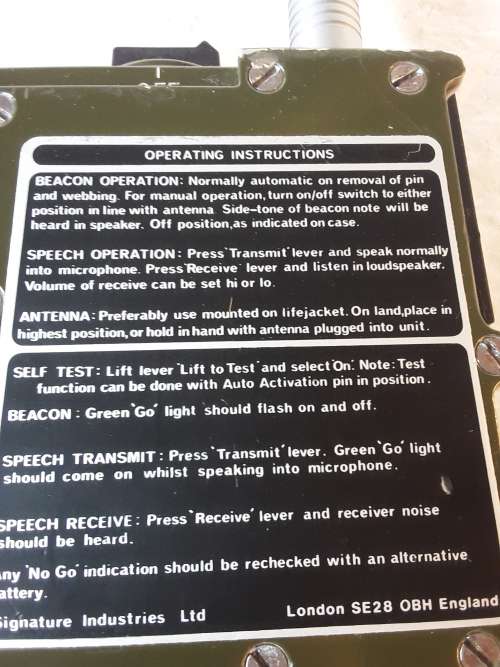 OPERATING INSTRUCTIONS
BEACON OPERATION: Normally automatic on removal of pin
and webbing. For manual operation, turn on/off switch to either
position in line with antenna Side-tone of beacon note will be
heard in speaker. Off position, as indicated on case.
SPEECH OPERATION: Press 'Transmit' lever and speak normally
into microphone. Press 'Receive' lever and listen in loudspeaker.
Volume of receive can be set hi or lo.
ANTENNA: Preferably use mounted on lifejacket. On land, place in
highest position, or hold in hand with antenna plugged into unit.
SELF TEST: Lift lever 'Lift to Test' and select 'On'. Note: Test
function can be done with Auto Activation pin in position.
BEACON: Green 'Go' light should flash on and off.
SPEECH TRANSMIT: Press 'Transmit' lever. Green 'Go' light
should come on whilst speaking into microphone.
SPEECH RECEIVE: Press 'Receive' lever and receiver noise
should be heard.
Any 'No Go' indication should be rechecked with an alternative
battery.
Signature Industries Ltd London SE28 OBH England